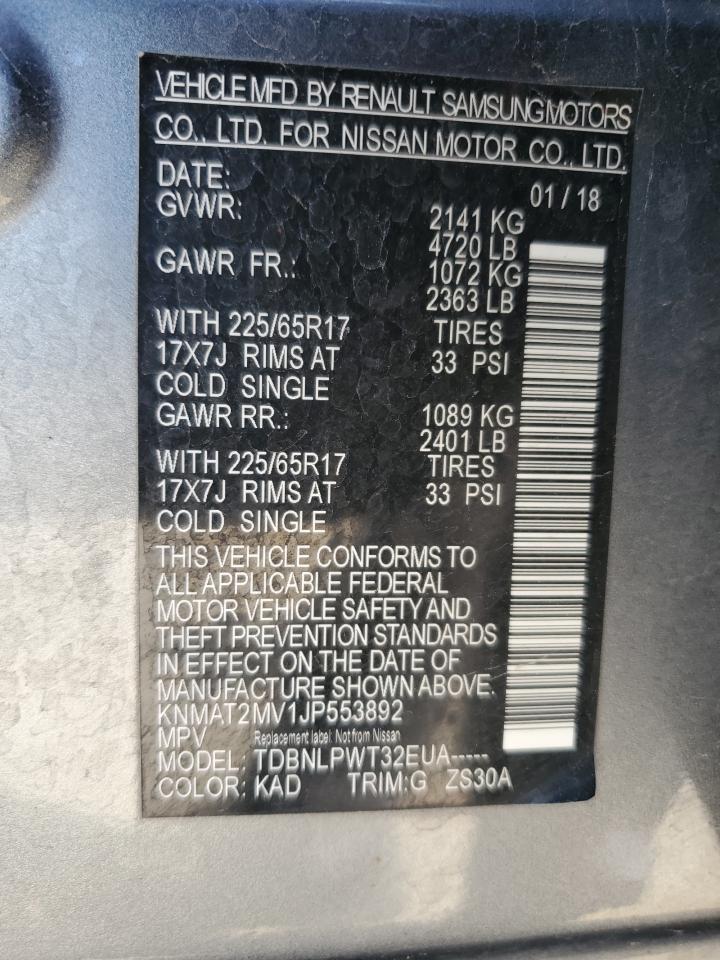 VEHICLE MFD BY RENAULT SAMSUNG MOTORS
CO., LTD. FOR NISSAN MOTOR CO., LTD.
DATE: 01 / 18
GVWR: 2141 KG
4720 LB
GAWR FR.: 1072 KG
2363 LB
WITH 225/65R17 TIRES
17X7J RIMS AT 33 PSI
COLD SINGLE
GAWR RR.: 1089 KG
2401 LB
WITH 225/65R17 TIRES
17X7J RIMS AT 33 PSI
COLD SINGLE
THIS VEHICLE CONFORMS TO
ALL APPLICABLE FEDERAL
MOTOR VEHICLE SAFETY AND
THEFT PREVENTION STANDARDS
IN EFFECT ON THE DATE OF
MANUFACTURE SHOWN ABOVE.
KNMAT2MV1JP553892
MPV Replacement label: Not from Nissan
MODEL: TDBNLPWT32EUA-----
COLOR: KAD TRIM:G ZS30A